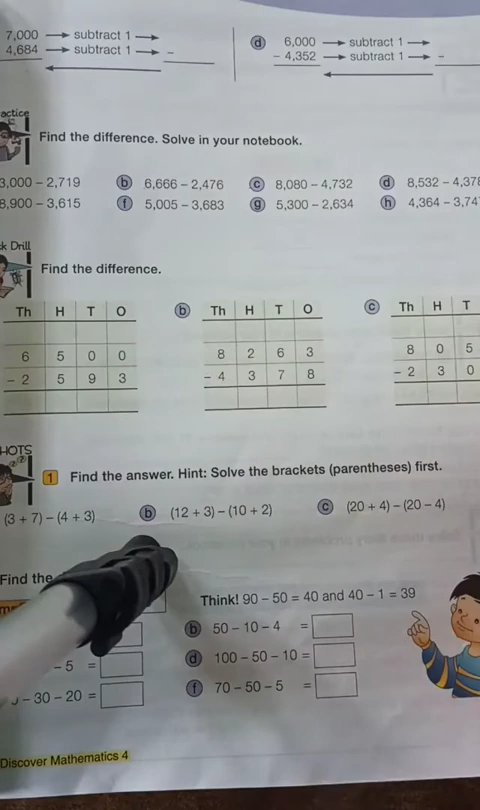 7,000 → subtract 1 →
4,684 → subtract 1 → –
d 6,000 → subtract 1 →
– 4,352 → subtract 1 → –
Find the difference. Solve in your notebook.
3,000 – 2,719 b 6,666 – 2,476 c 8,080 – 4,732 d 8,532 – 4,378
8,900 – 3,615 f 5,005 – 3,683 g 5,300 – 2,634 h 4,364 – 3,74
Drill
Find the difference.
Th H T O
6 5 0 0
– 2 5 9 3
b Th H T O
8 2 6 3
– 4 3 7 8
c Th H T
8 0 5
– 2 3 0
HOTS
1 Find the answer. Hint: Solve the brackets (parentheses) first.
(3 + 7) – (4 + 3) b (12 + 3) – (10 + 2) c (20 + 4) – (20 – 4)
Find the
Think! 90 – 50 = 40 and 40 – 1 = 39
b 50 – 10 – 4 =
– 5 = d 100 – 50 – 10 =
– 30 – 20 = f 70 – 50 – 5 =
Discover Mathematics 4